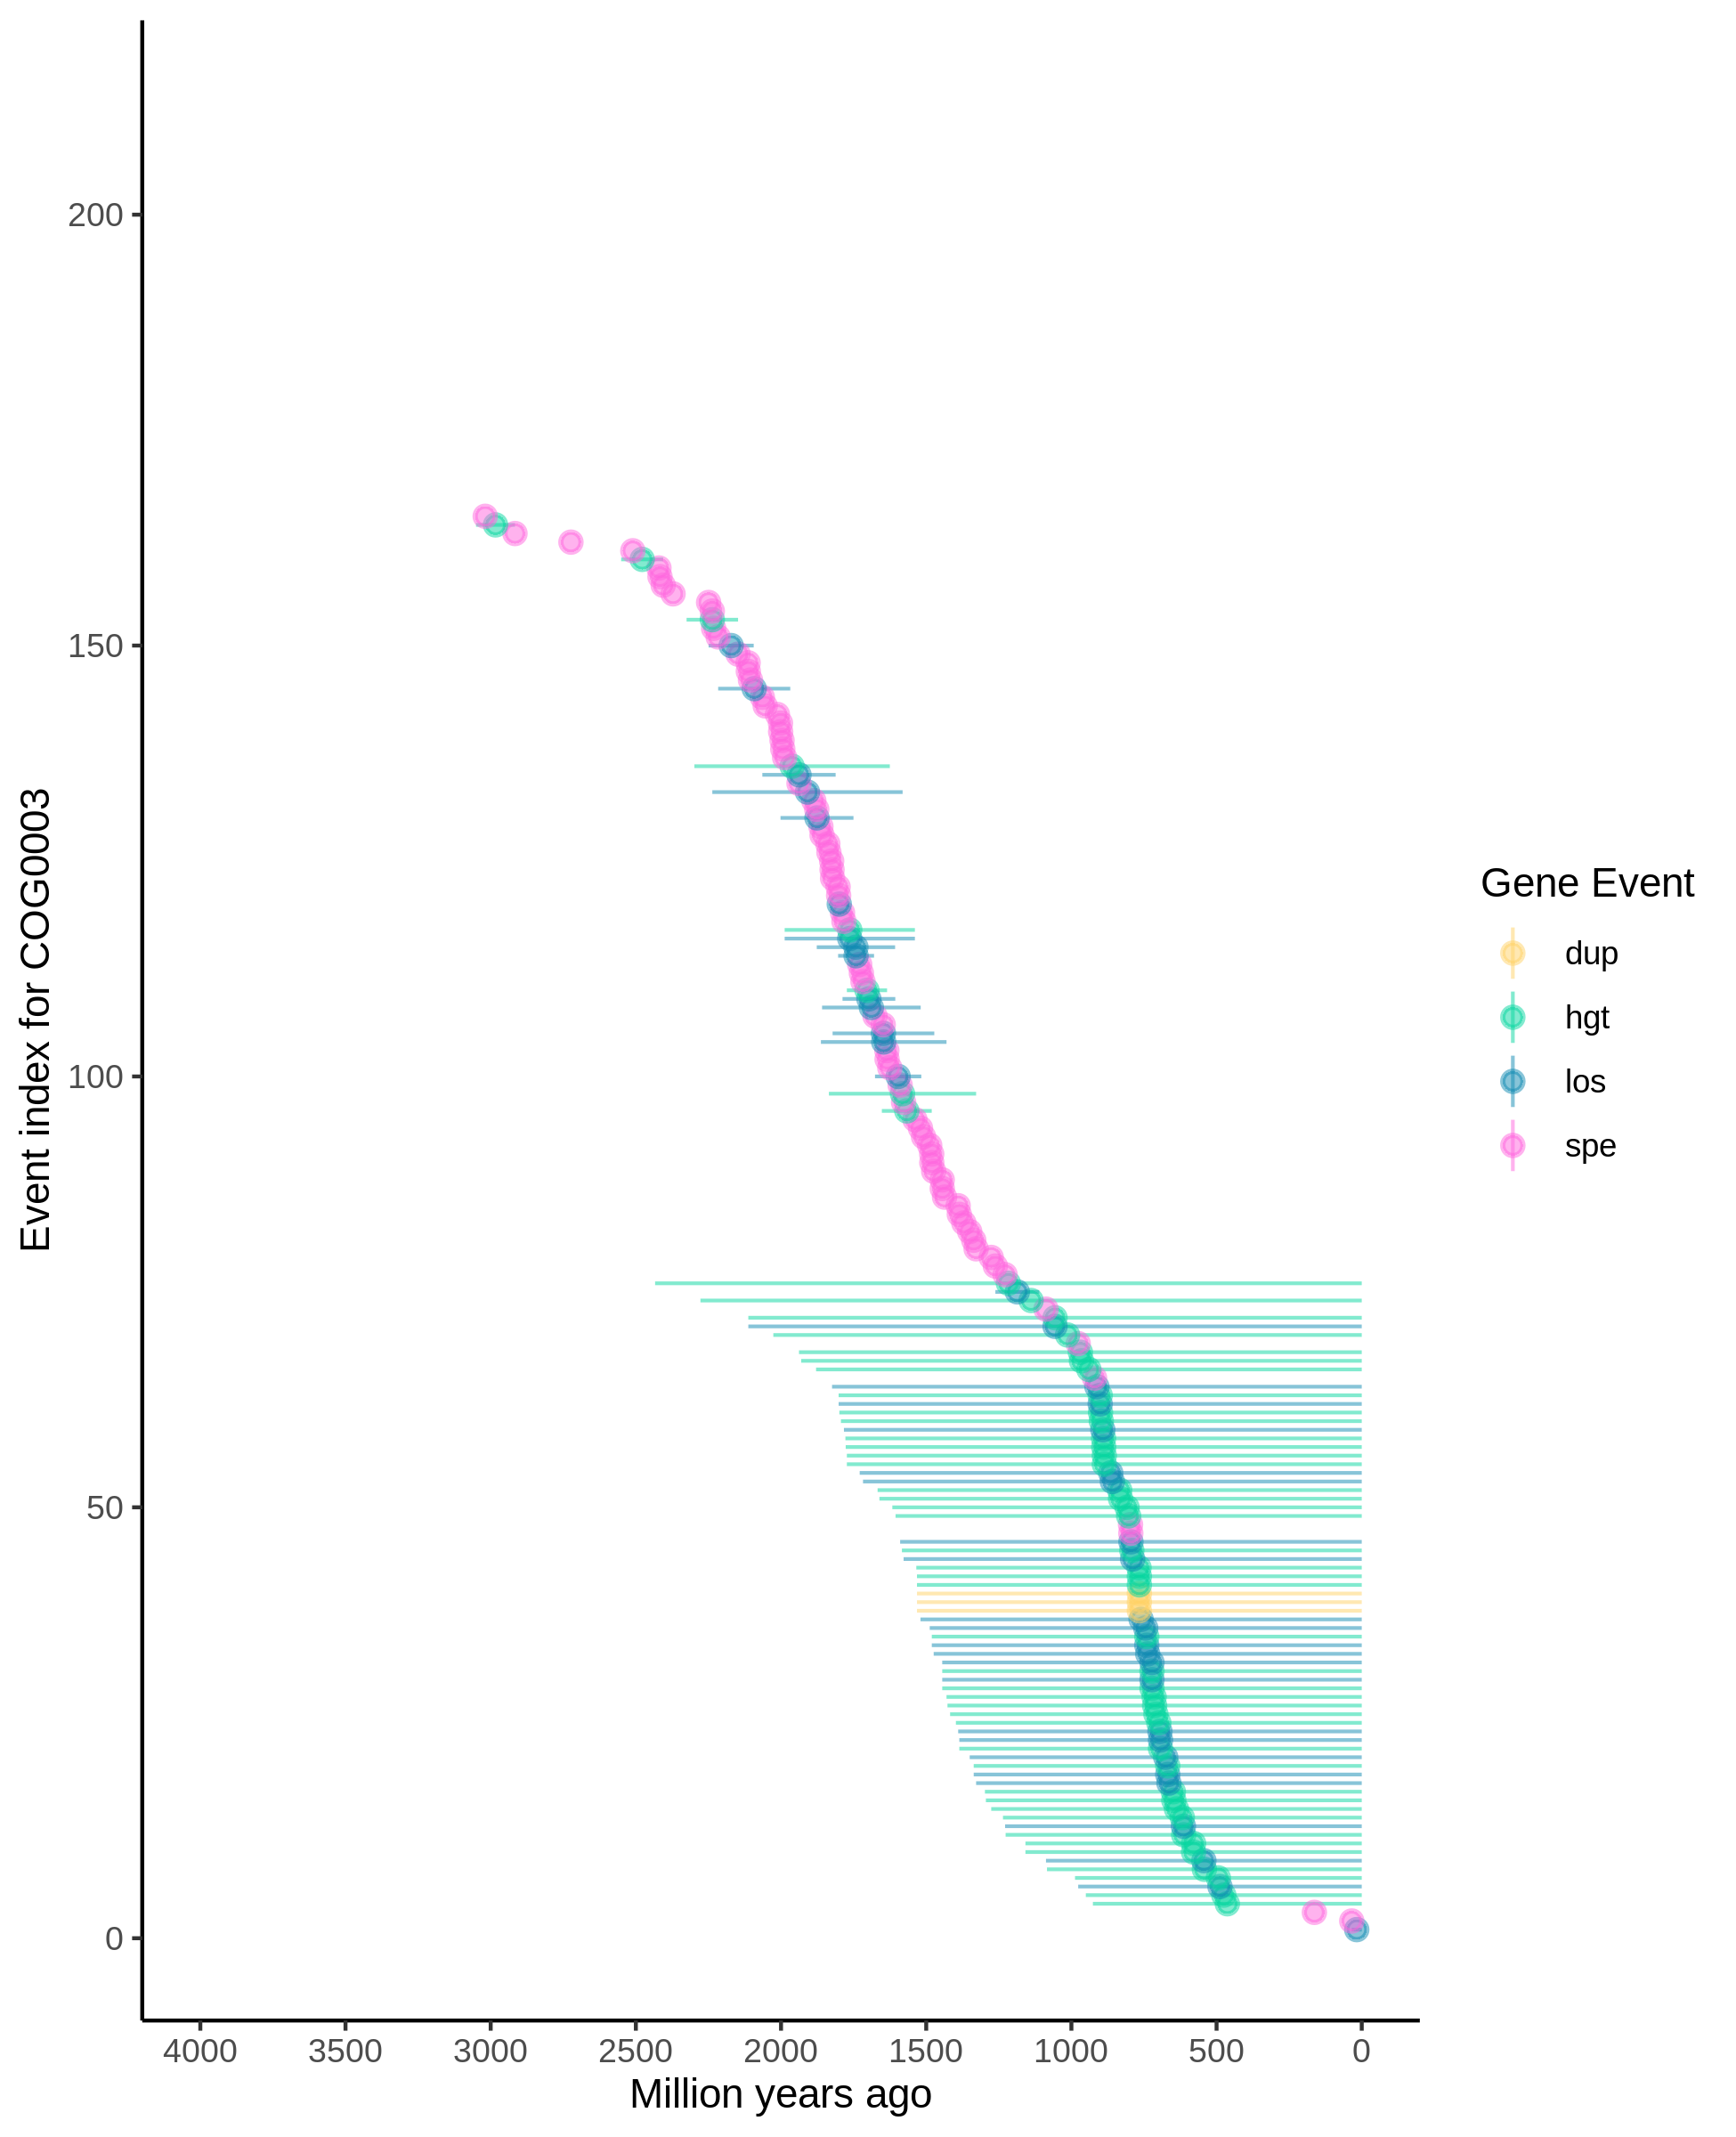 200
150
100
50
0
Event index for COG0003
4000 3500 3000 2500 2000 1500 1000 500 0
Million years ago
Gene Event
dup
hgt
los
spe